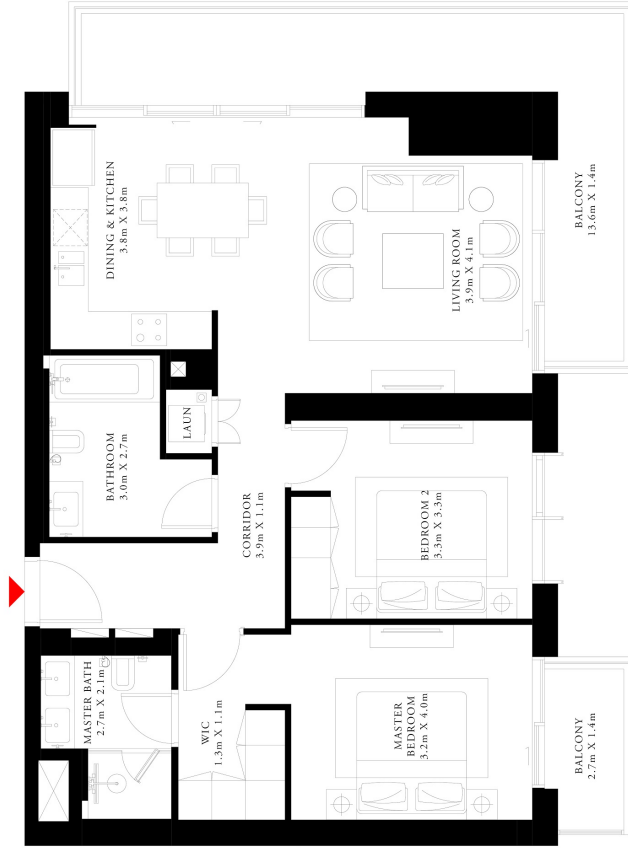 DINING & KITCHEN
3.8m X 3.8m
LIVING ROOM
3.9m X 4.1m
BALCONY
13.6m X 1.4m
LAUN
BATHROOM
3.0m X 2.7m
CORRIDOR
3.9m X 1.1m
BEDROOM 2
3.3m X 3.3m
MASTER BATH
2.7m X 2.1m
WIC
1.3m X 1.1m
MASTER
BEDROOM
3.2m X 4.0m
BALCONY
2.7m X 1.4m